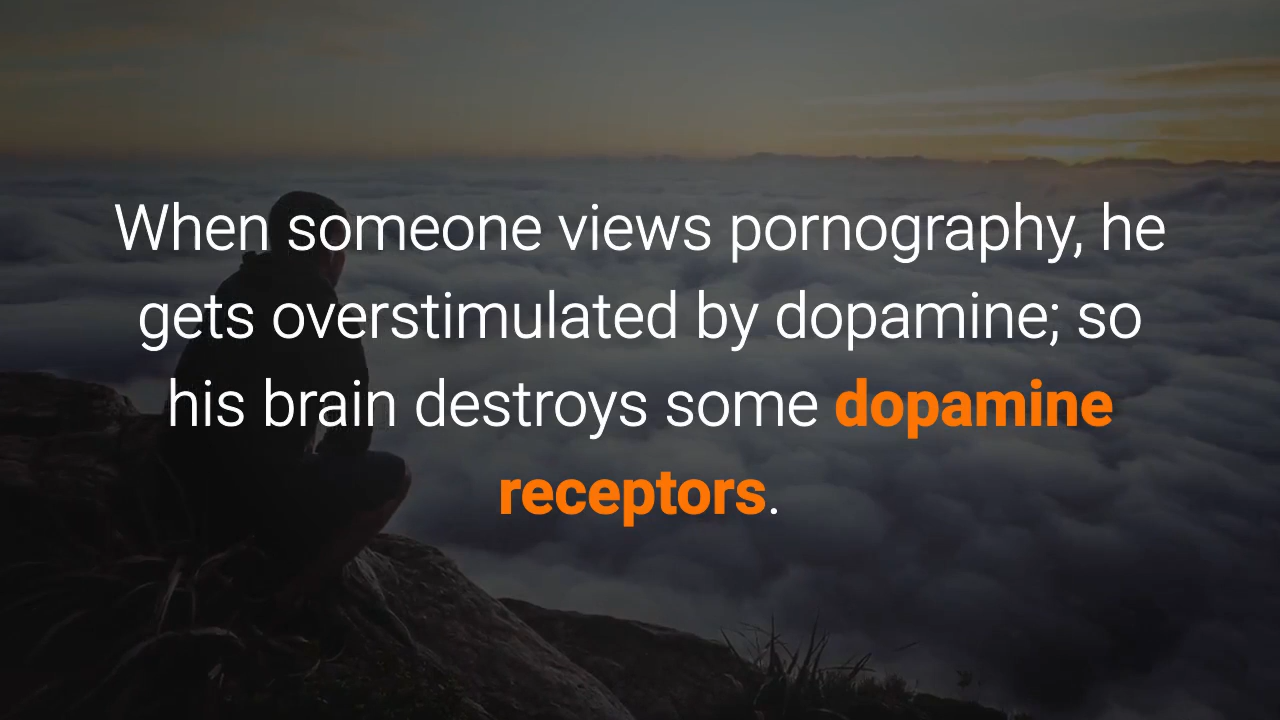 When someone views pornography, he
gets overstimulated by dopamine; so
his brain destroys some dopamine
receptors.